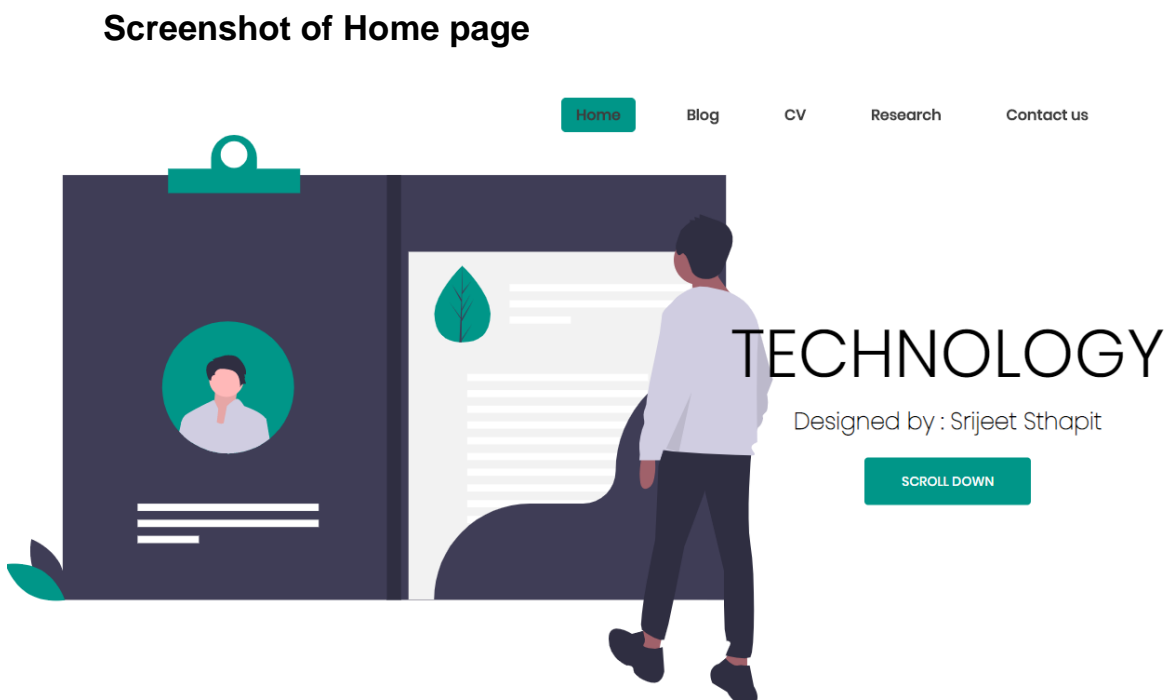 Screenshot of Home page
Home Blog CV Research Contact us
TECHNOLOGY
Designed by : Srijeet Sthapit
SCROLL DOWN